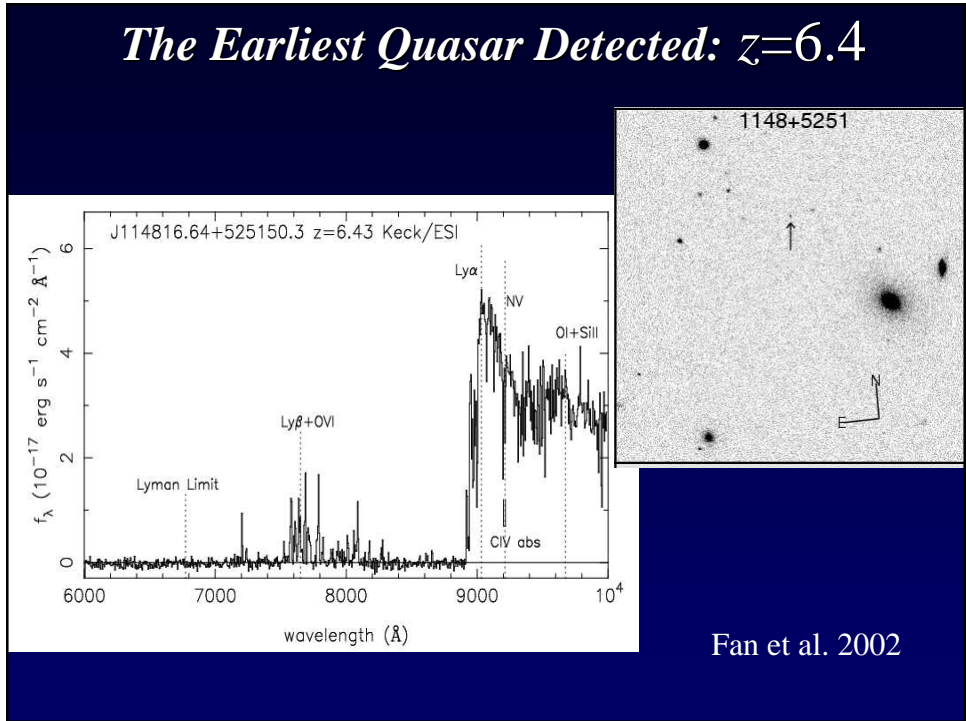 The Earliest Quasar Detected: z=6.4
1148+5251
N
E
J114816.64+525150.3 z=6.43 Keck/ESI
Lyα
NV
OI+SiII
Lyβ+OVI
Lyman Limit
CIV abs
f_λ (10⁻¹⁷ erg s⁻¹ cm⁻² Å⁻¹)
6
4
2
0
6000 7000 8000 9000 10⁴
wavelength (Å)
Fan et al. 2002